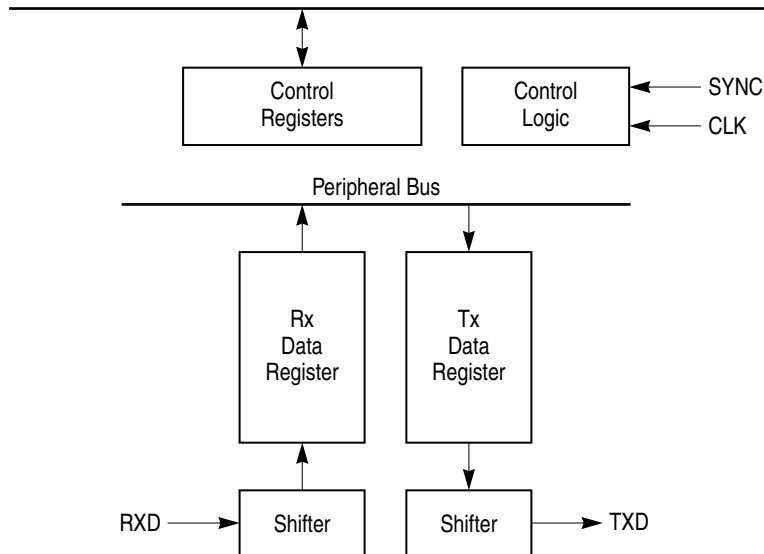 Control
Registers
Control
Logic
SYNC
CLK
Peripheral Bus
Rx
Data
Register
Tx
Data
Register
RXD
Shifter
Shifter
TXD